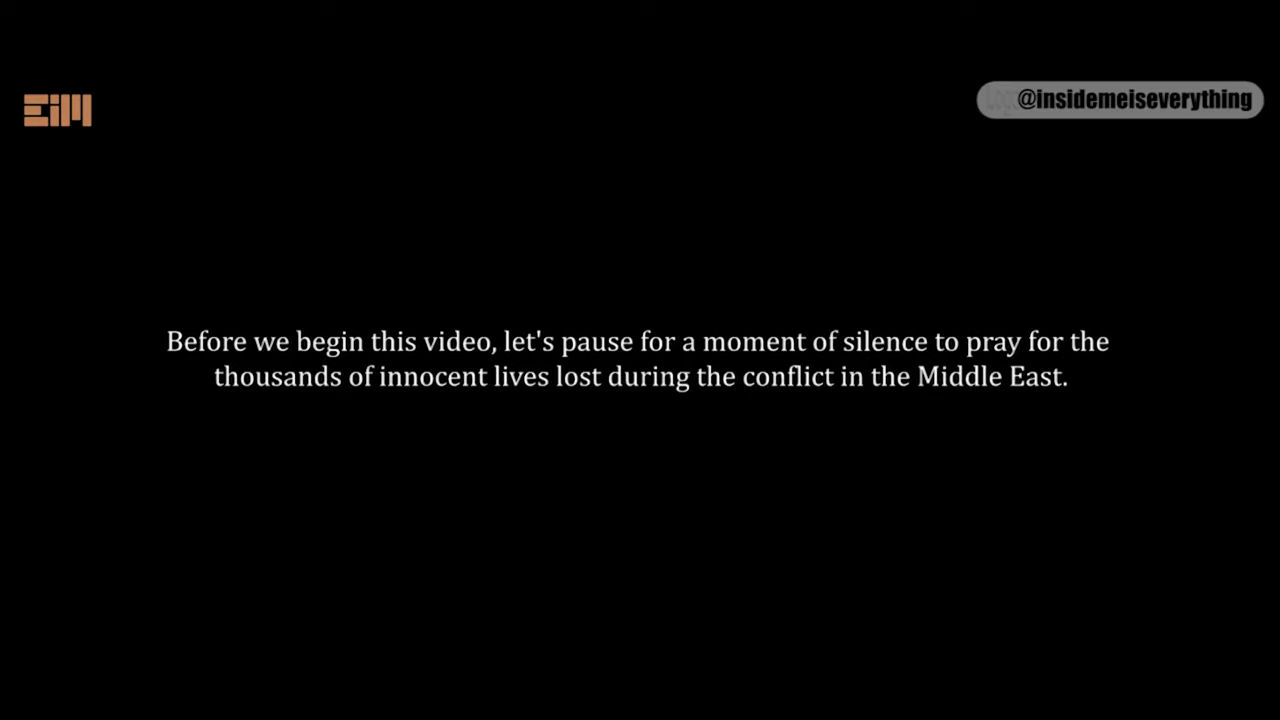 EiM
@insidemeiseverything
Before we begin this video, let's pause for a moment of silence to pray for the
thousands of innocent lives lost during the conflict in the Middle East.